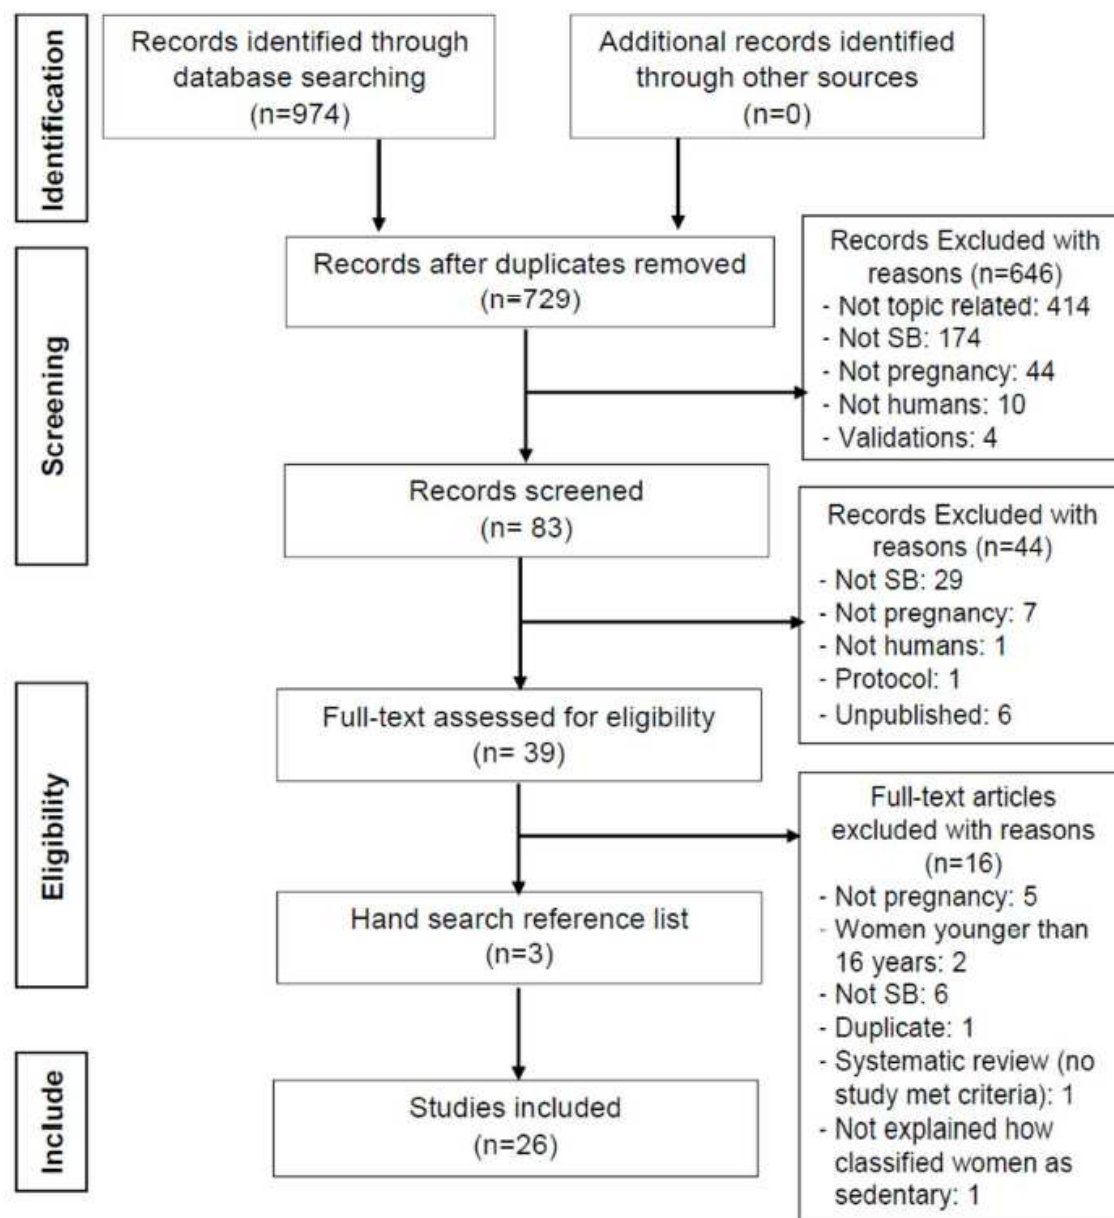 Identification
Records identified through
database searching
(n=974)
Additional records identified
through other sources
(n=0)
Screening
Records after duplicates removed
(n=729)
Records Excluded with
reasons (n=646)
- Not topic related: 414
- Not SB: 174
- Not pregnancy: 44
- Not humans: 10
- Validations: 4
Records screened
(n= 83)
Records Excluded with
reasons (n=44)
- Not SB: 29
- Not pregnancy: 7
- Not humans: 1
- Protocol: 1
- Unpublished: 6
Eligibility
Full-text assessed for eligibility
(n= 39)
Full-text articles
excluded with reasons
(n=16)
- Not pregnancy: 5
- Women younger than
16 years: 2
- Not SB: 6
- Duplicate: 1
- Systematic review (no
study met criteria): 1
- Not explained how
classified women as
sedentary: 1
Hand search reference list
(n=3)
Include
Studies included
(n=26)